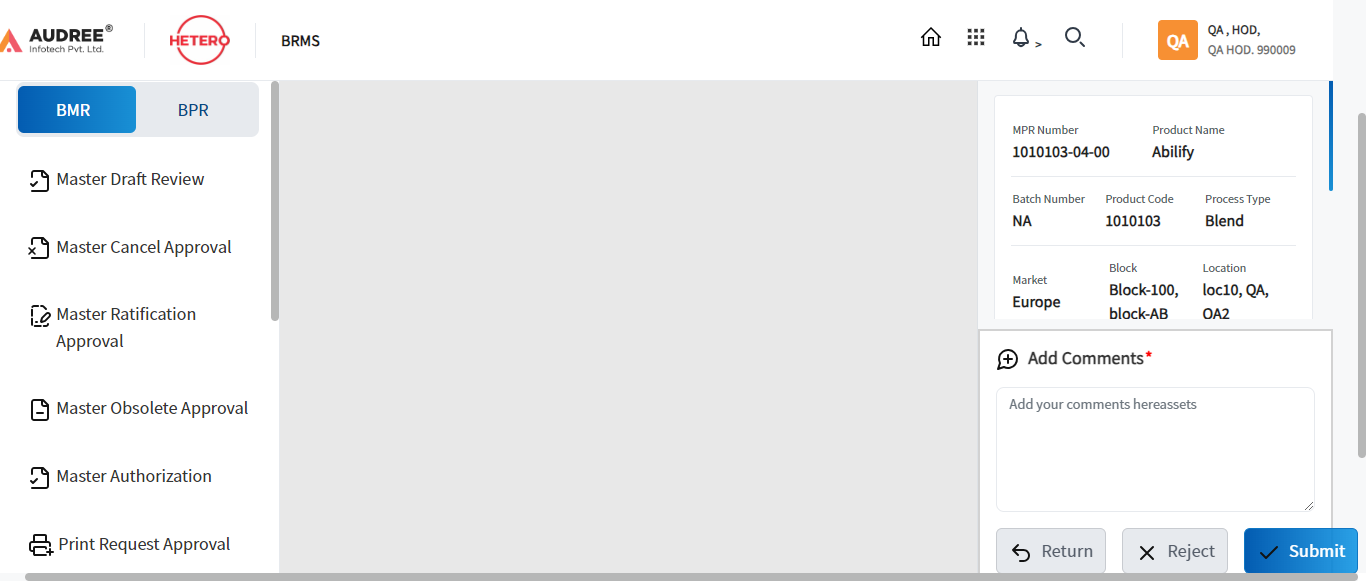 AUDREE®
Infotech Pvt. Ltd.
HETERO
BRMS
>
QA
QA , HOD,
QA HOD. 990009
BMR
BPR
Master Draft Review
Master Cancel Approval
Master Ratification
Approval
Master Obsolete Approval
Master Authorization
Print Request Approval
MPR Number
Product Name
1010103-04-00
Abilify
Batch Number
Product Code
Process Type
NA
1010103
Blend
Market
Block
Location
Europe
Block-100,
block-AB
loc10, QA,
QA2
Add Comments*
Add your comments hereassets
Return
Reject
Submit